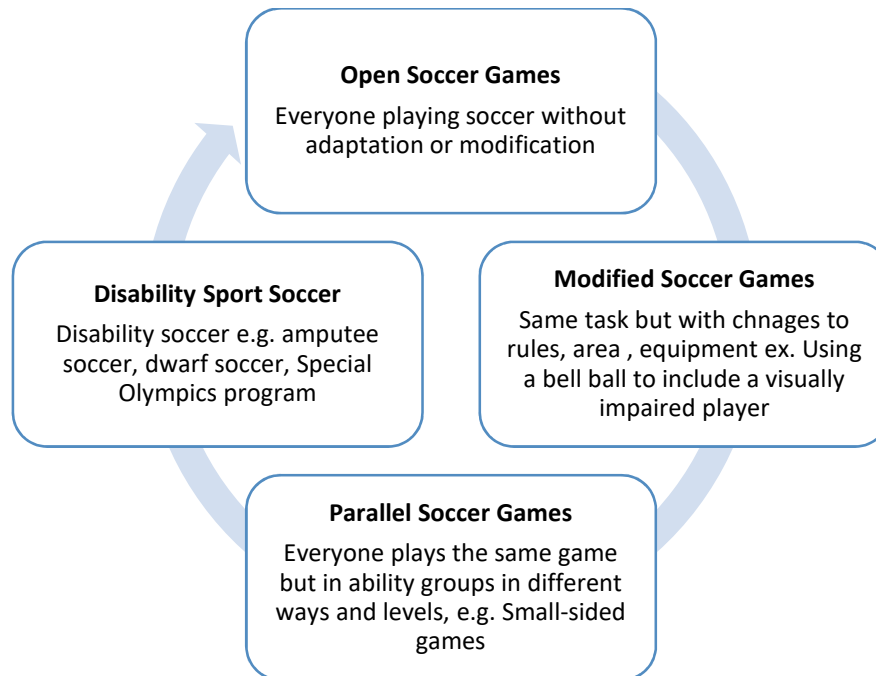 Open Soccer Games
Everyone playing soccer without
adaptation or modification
Disability Sport Soccer
Disability soccer e.g. amputee
soccer, dwarf soccer, Special
Olympics program
Modified Soccer Games
Same task but with chnages to
rules, area , equipment ex. Using
a bell ball to include a visually
impaired player
Parallel Soccer Games
Everyone plays the same game
but in ability groups in different
ways and levels, e.g. Small-sided
games